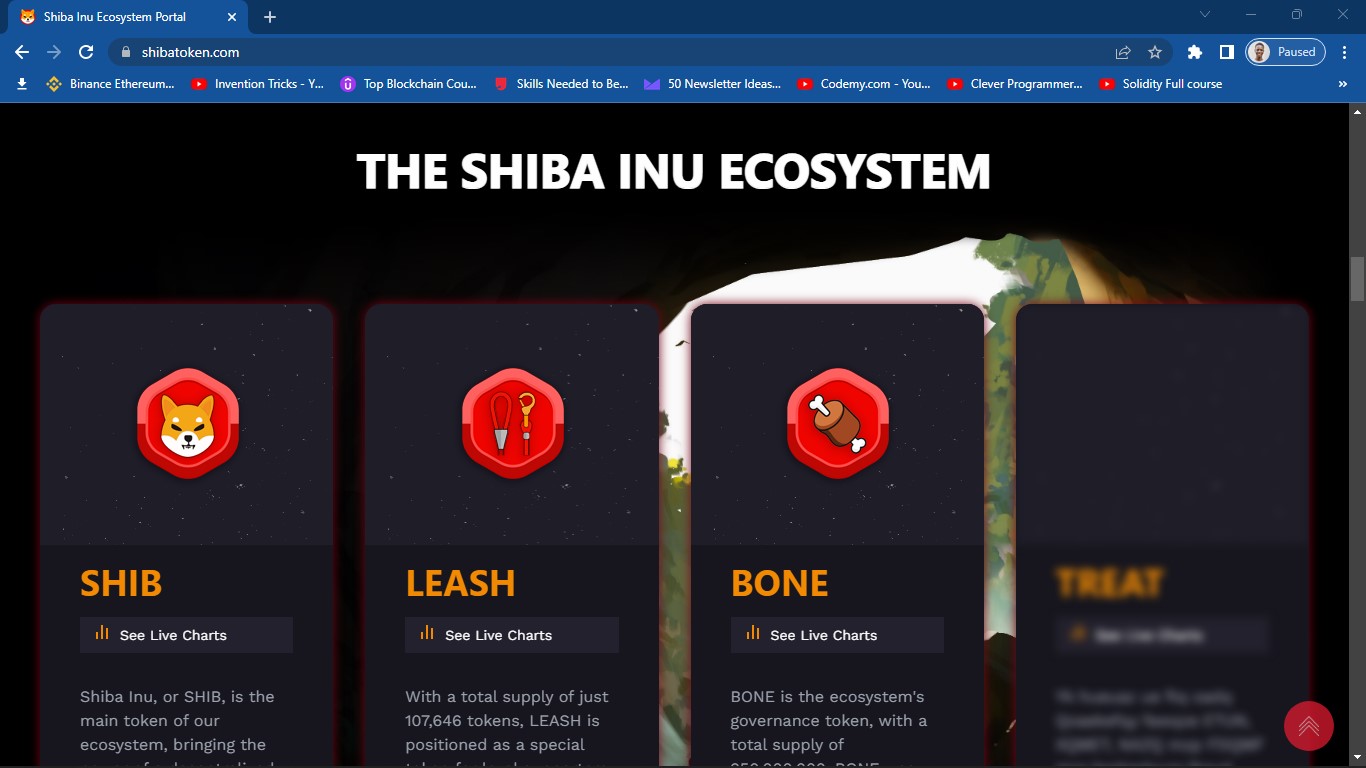 Shiba Inu Ecosystem Portal
shibatoken.com
Paused
Binance Ethereum...
Invention Tricks - Y...
Top Blockchain Cou...
Skills Needed to Be...
50 Newsletter Ideas...
Codemy.com - You...
Clever Programmer...
Solidity Full course
THE SHIBA INU ECOSYSTEM
SHIB
See Live Charts
Shiba Inu, or SHIB, is the
main token of our
ecosystem, bringing the
LEASH
See Live Charts
With a total supply of just
107,646 tokens, LEASH is
positioned as a special
BONE
See Live Charts
BONE is the ecosystem's
governance token, with a
total supply of
TREAT
See Live Charts